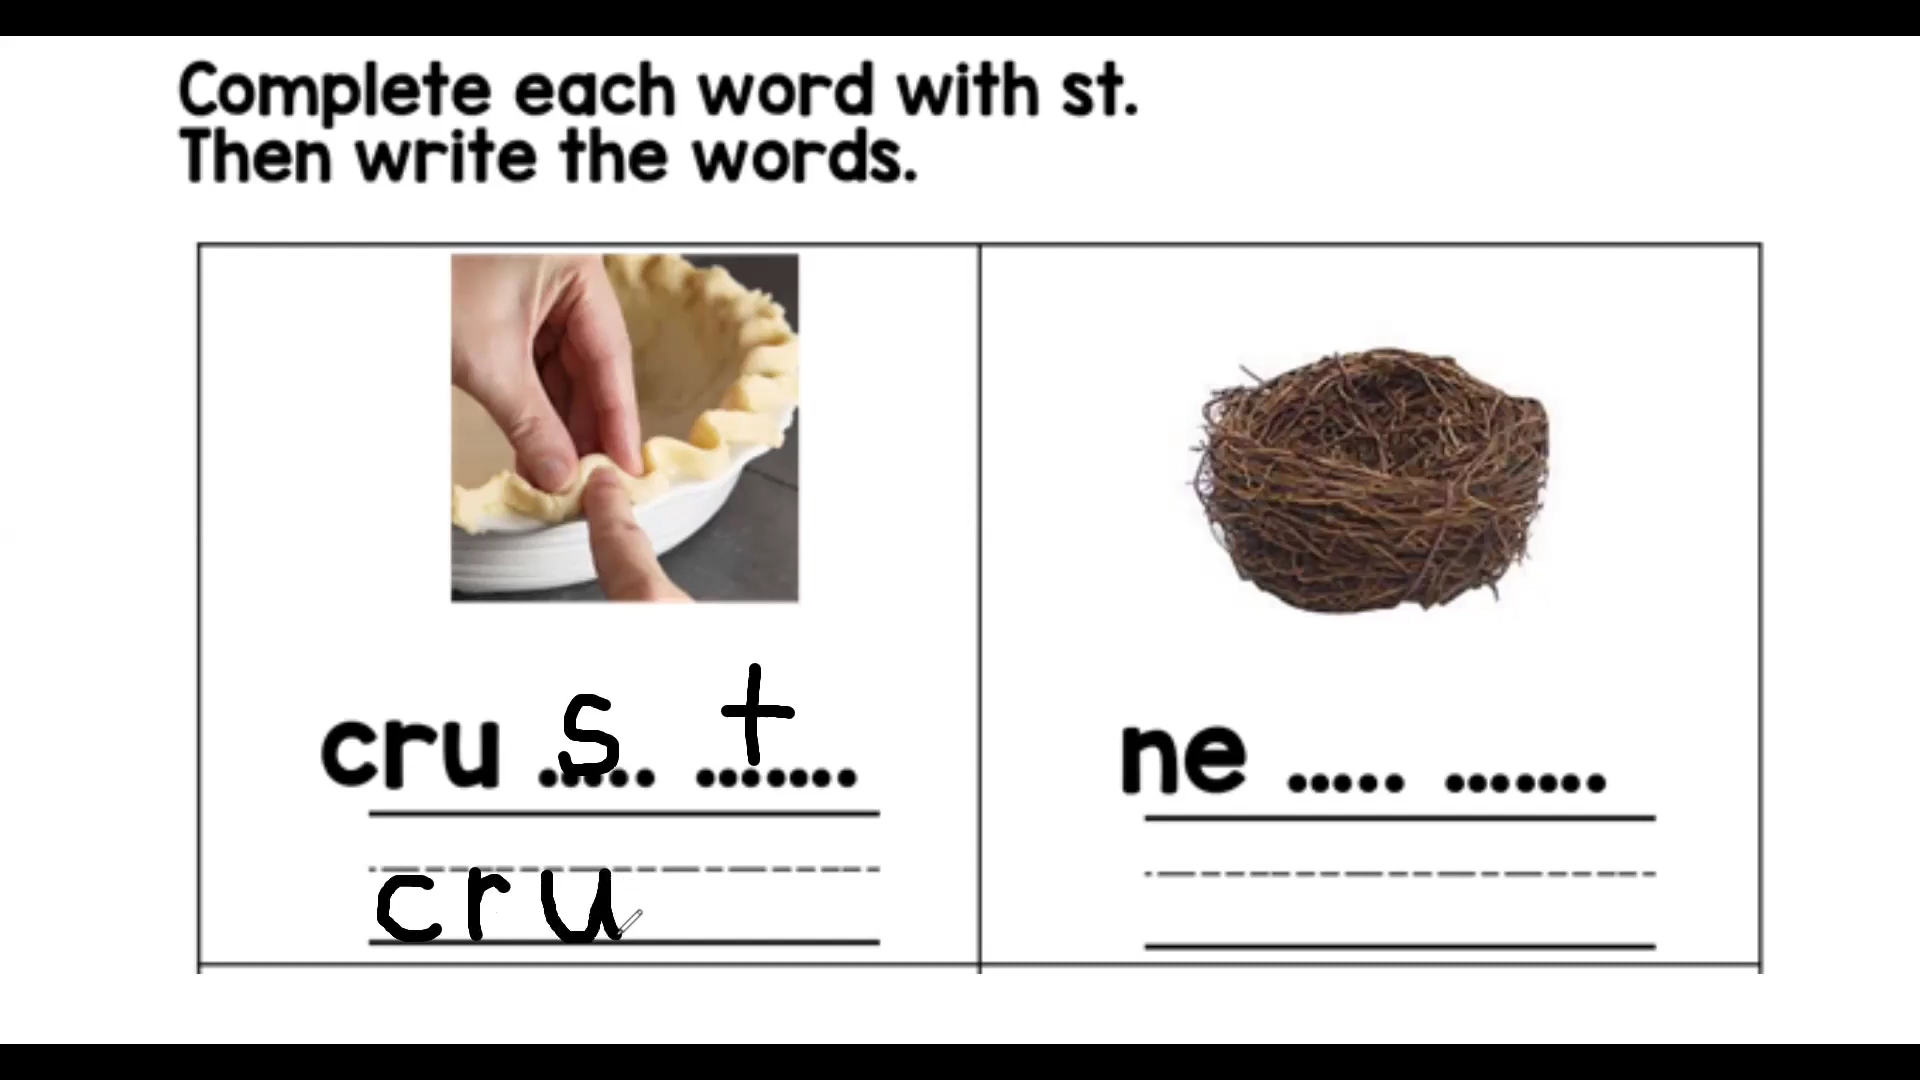 Complete each word with st.
Then write the words.
cru s t
ne ..... .......
cru